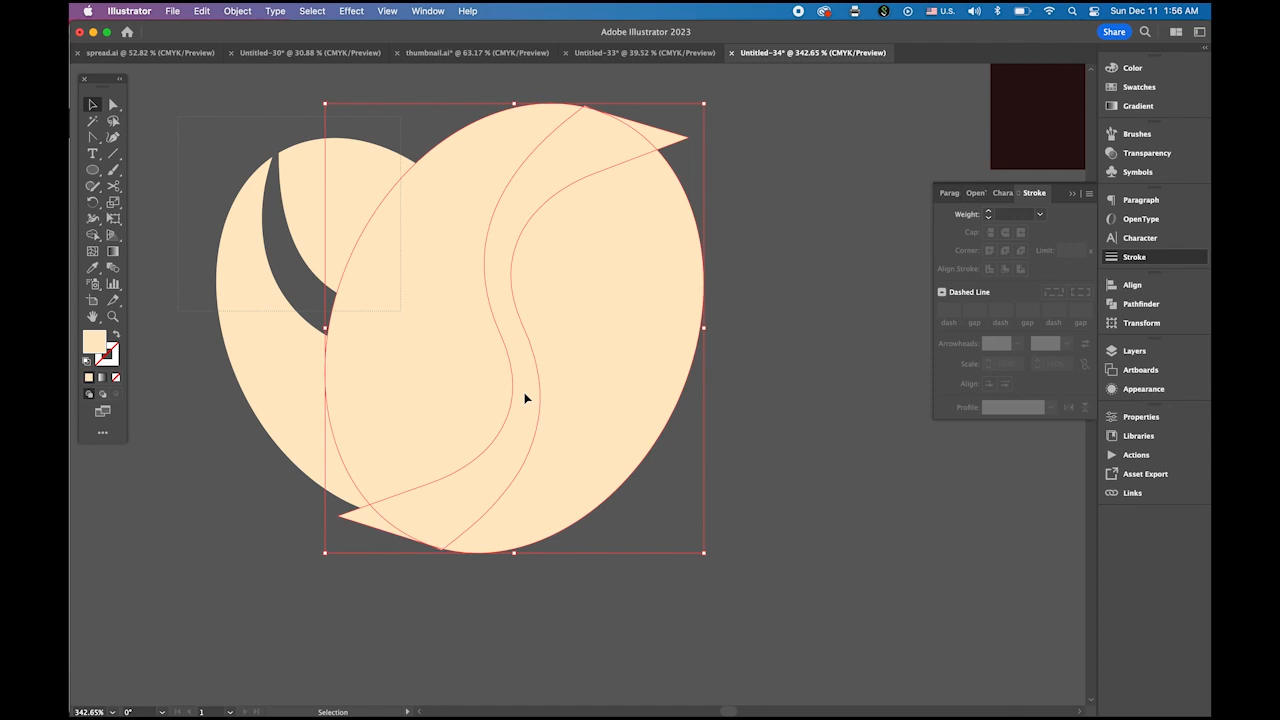 Illustrator File Edit Object Type Select Effect View Window Help U.S. Sun Dec 11 1:56 AM
Adobe Illustrator 2023 Share
× spread.ai @ 52.82 % (CMYK/Preview) × Untitled-30* @ 30.88 % (CMYK/Preview) × thumbnail.ai* @ 63.17 % (CMYK/Preview) × Untitled-33* @ 39.52 % (CMYK/Preview) × Untitled-34* @ 342.65 % (CMYK/Preview)
Color
Swatches
Gradient
Brushes
Transparency
Symbols
Paragraph
OpenType
Character
Stroke
Align
Pathfinder
Transform
Layers
Artboards
Appearance
Properties
Libraries
Actions
Asset Export
Links
Parag Open Chara Stroke
Weight:
Cap:
Corner: Limit: x
Align Stroke:
Dashed Line
dash gap dash gap dash gap
Arrowheads:
Scale:
Align:
Profile:
342.65% 0° 1 Selection